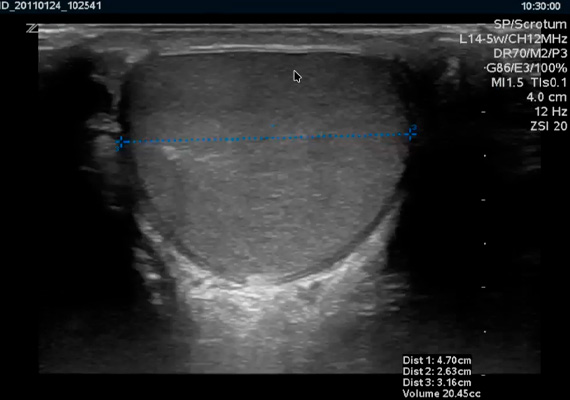 ID_20110124_102541
10:30:00
SP/Scrotum
L14-5w/CH12MHz
DR70/M2/P3
G86/E3/100%
MI1.5 TIs0.1
4.0 cm
12 Hz
ZSI 20
Dist 1: 4.70cm
Dist 2: 2.63cm
Dist 3: 3.16cm
Volume 20.45cc